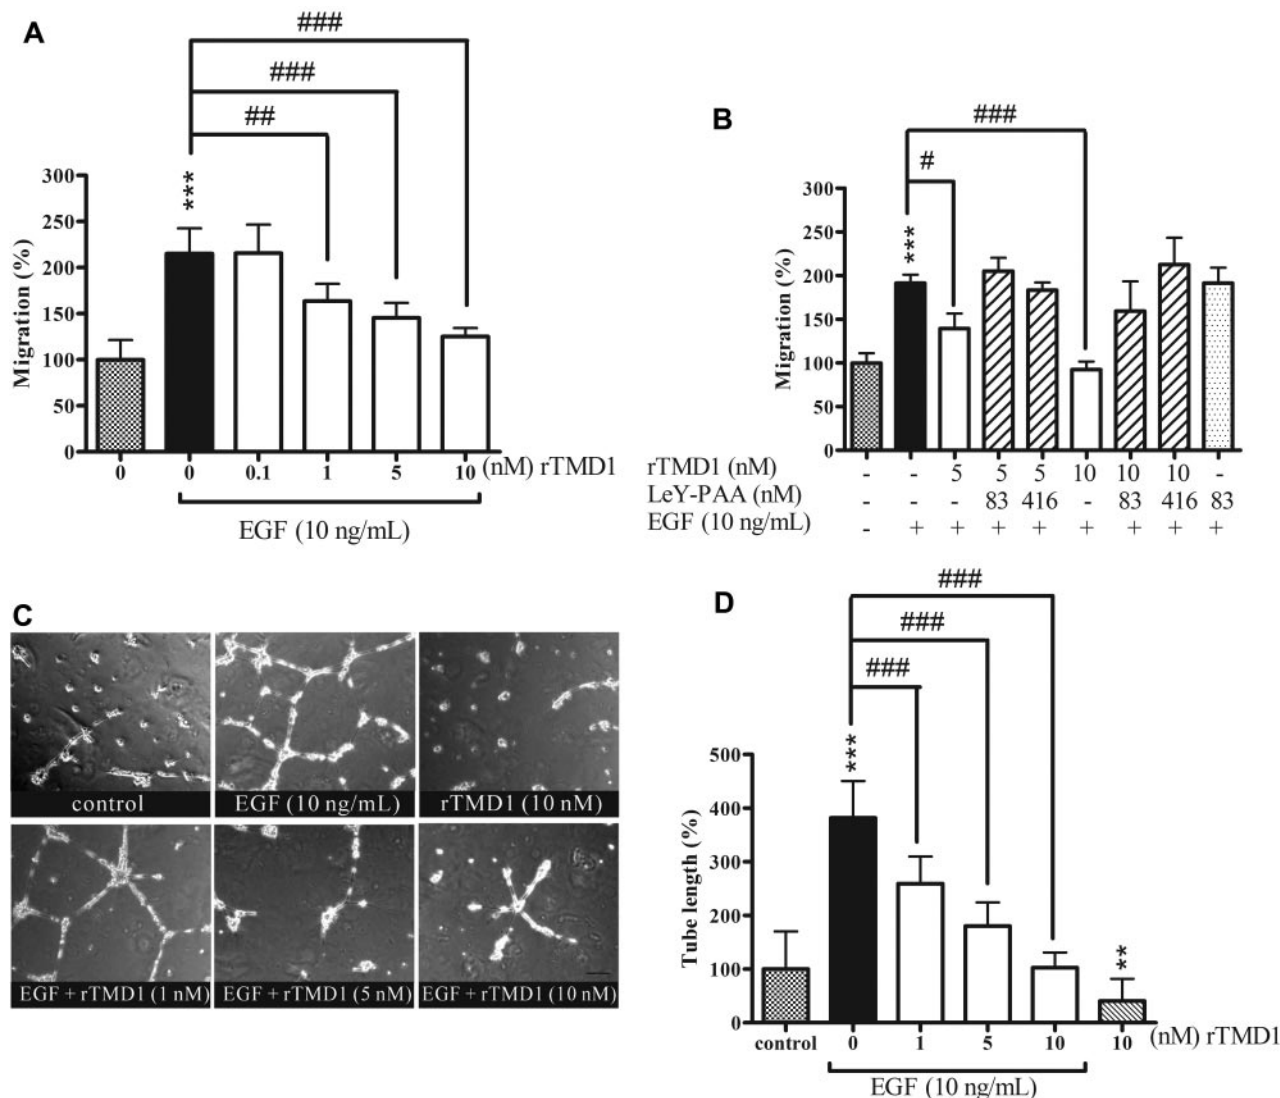 A
###
###
##
***
300
250
200
150
100
50
0
Migration (%)
0 0 0.1 1 5 10 (nM) rTMD1
EGF (10 ng/mL)
B
###
#
***
300
250
200
150
100
50
0
Migration (%)
rTMD1 (nM) - - 5 5 5 10 10 10 -
LeY-PAA (nM) - - - 83 416 - 83 416 83
EGF (10 ng/mL) - + + + + + + + +
C
control EGF (10 ng/mL) rTMD1 (10 nM)
EGF + rTMD1 (1 nM) EGF + rTMD1 (5 nM) EGF + rTMD1 (10 nM)
D
###
###
###
***
**
500
400
300
200
100
0
Tube length (%)
control 0 1 5 10 10 (nM) rTMD1
EGF (10 ng/mL)